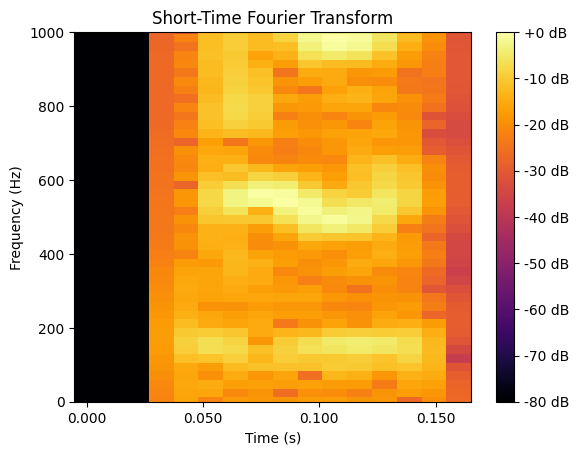 Short-Time Fourier Transform
Frequency (Hz)
1000
800
600
400
200
0
0.000
0.050
0.100
0.150
Time (s)
+0 dB
-10 dB
-20 dB
-30 dB
-40 dB
-50 dB
-60 dB
-70 dB
-80 dB